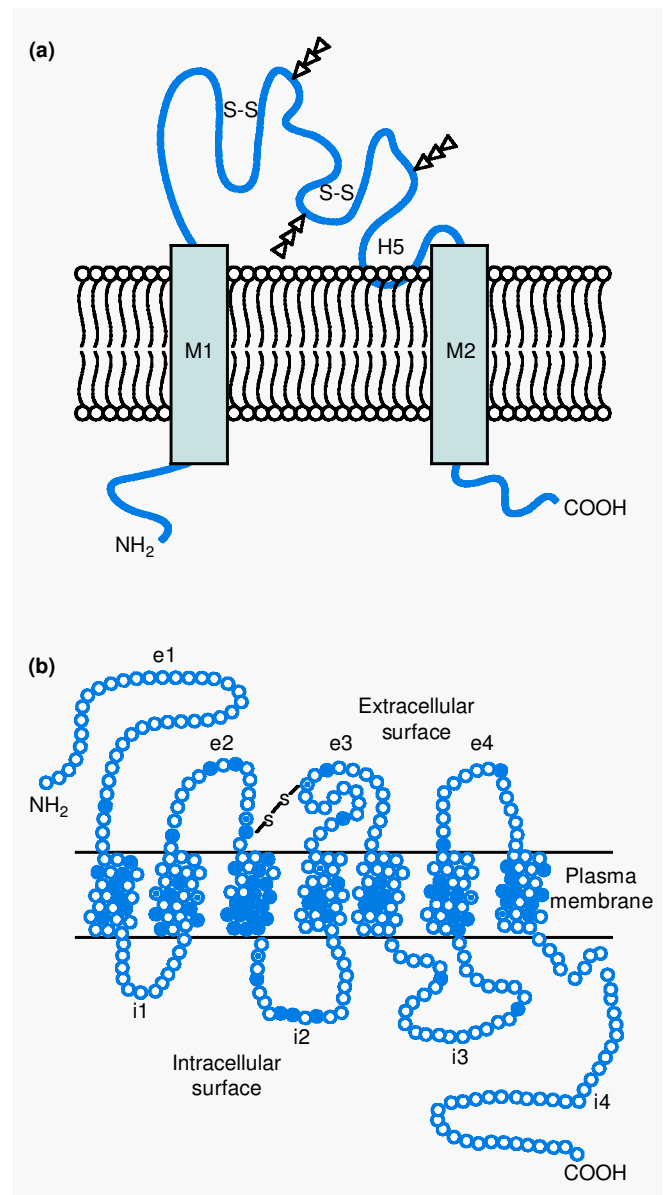 (a)
S-S
S-S
H5
M1
M2
NH2
COOH
(b)
e1
Extracellular
surface
e2
e3
e4
NH2
S
S
Plasma
membrane
i1
i2
i3
Intracellular
surface
i4
COOH